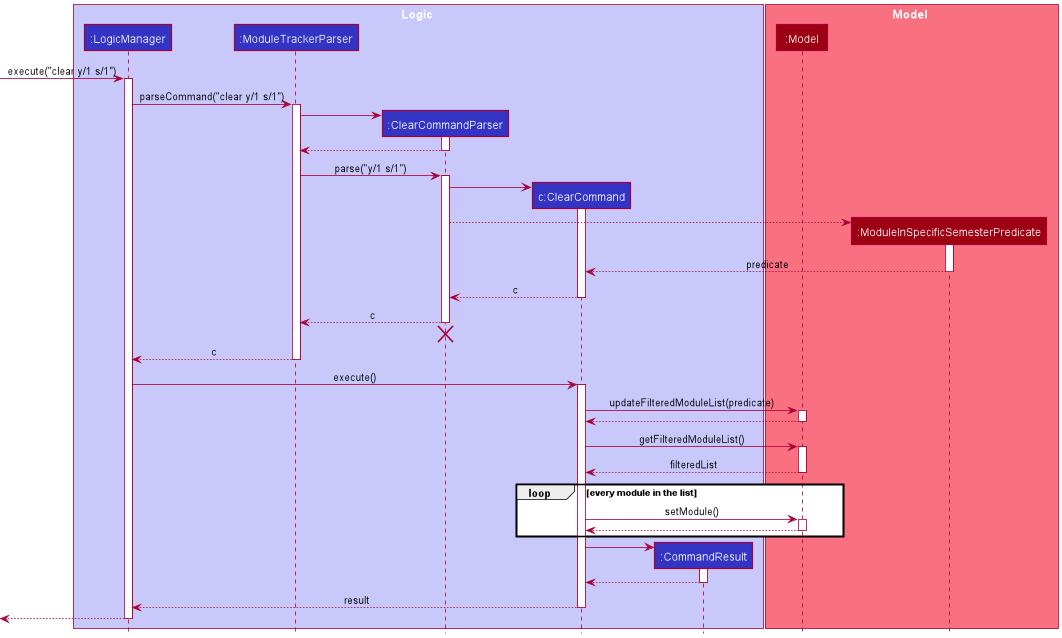 Logic
Model
:LogicManager
:ModuleTrackerParser
:Model
execute("clear y/1 s/1")
parseCommand("clear y/1 s/1")
:ClearCommandParser
parse("y/1 s/1")
c:ClearCommand
:ModuleInSpecificSemesterPredicate
predicate
c
c
c
execute()
updateFilteredModuleList(predicate)
getFilteredModuleList()
filteredList
loop
[every module in the list]
setModule()
:CommandResult
result